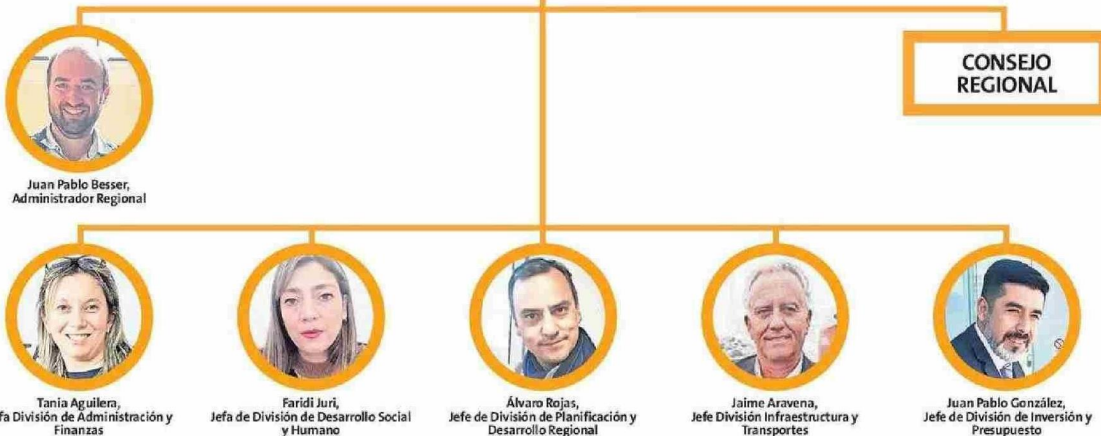 CONSEJO
REGIONAL
Juan Pablo Besser,
Administrador Regional
Tania Aguilera,
fa División de Administración y
Finanzas
Faridi Juri,
Jefa de División de Desarrollo Social
y Humano
Álvaro Rojas,
Jefe de División de Planificación y
Desarrollo Regional
Jaime Aravena,
Jefe División Infraestructura y
Transportes
Juan Pablo González,
Jefe de División de Inversión y
Presupuesto